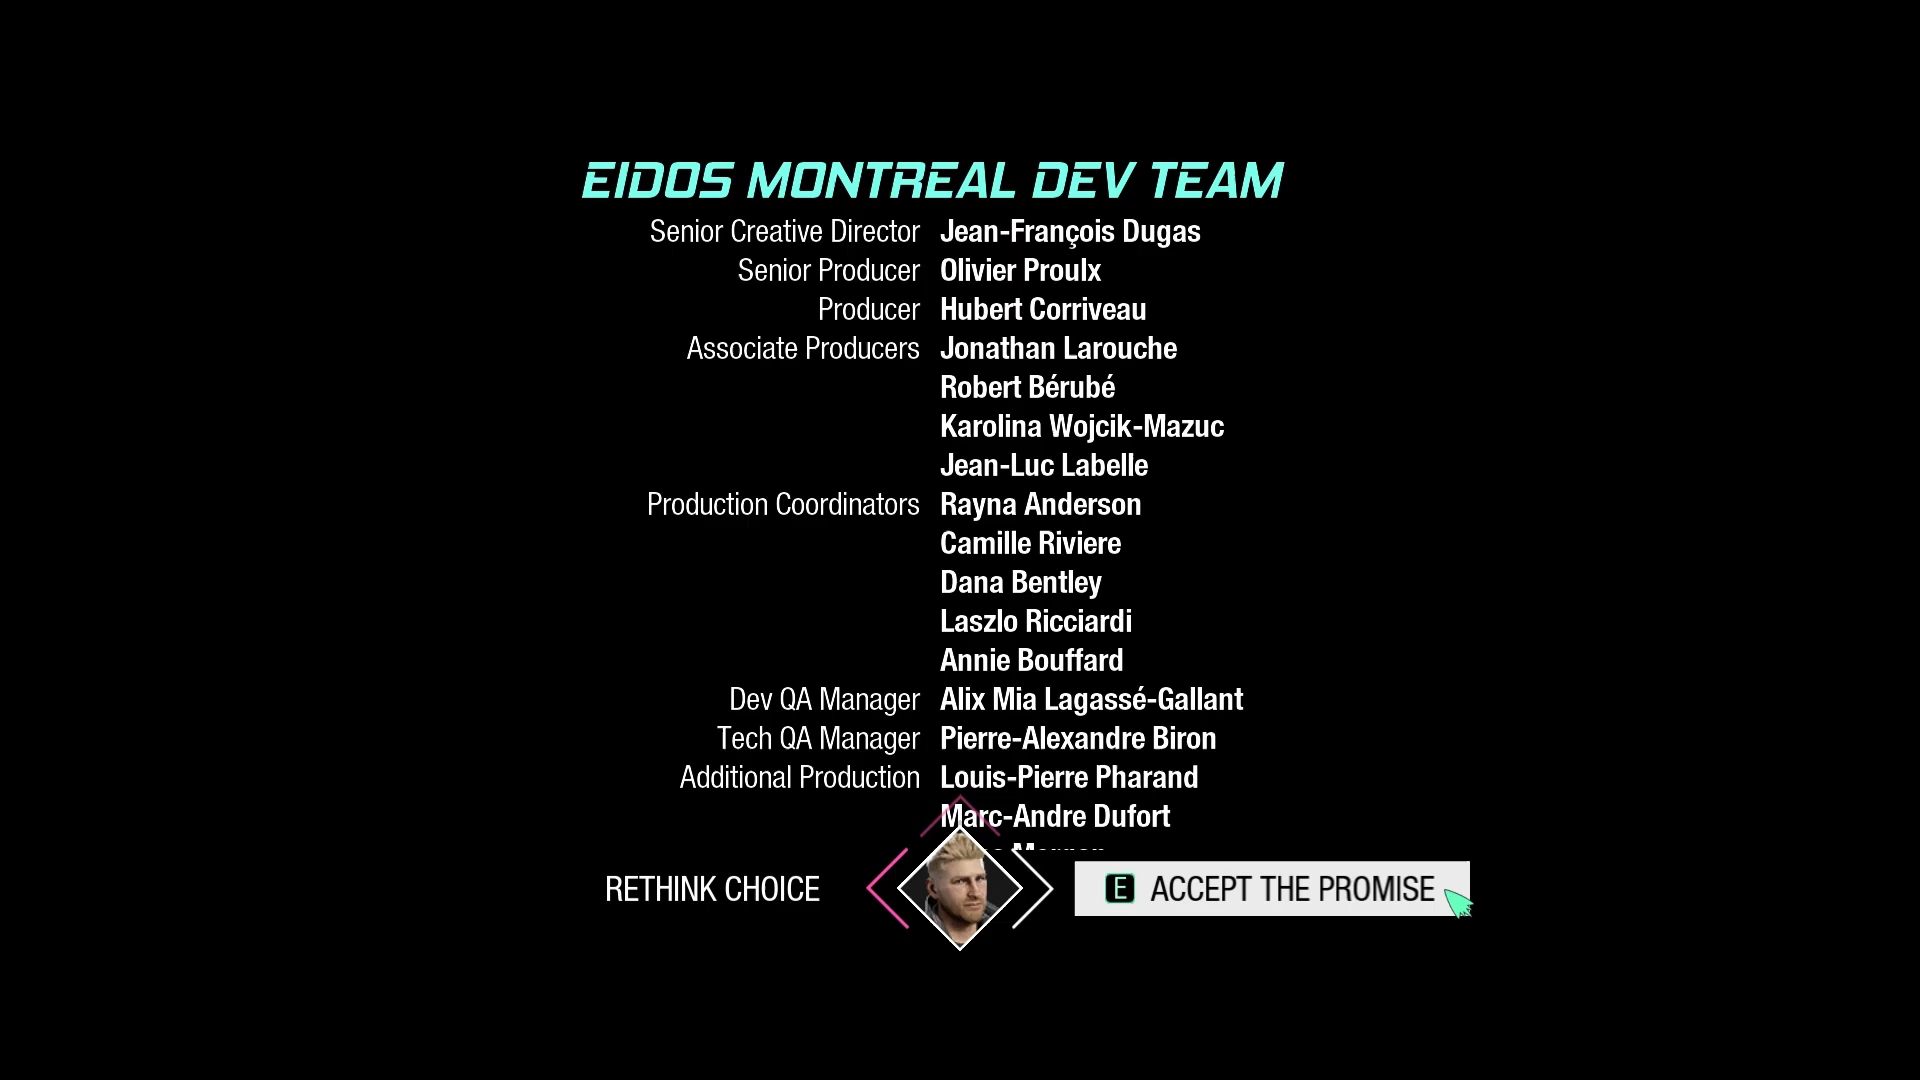 EIDOS MONTREAL DEV TEAM
Senior Creative Director Jean-François Dugas
Senior Producer Olivier Proulx
Producer Hubert Corriveau
Associate Producers Jonathan Larouche
Robert Bérubé
Karolina Wojcik-Mazuc
Jean-Luc Labelle
Production Coordinators Rayna Anderson
Camille Riviere
Dana Bentley
Laszlo Ricciardi
Annie Bouffard
Dev QA Manager Alix Mia Lagassé-Gallant
Tech QA Manager Pierre-Alexandre Biron
Additional Production Louis-Pierre Pharand
Marc-Andre Dufort
RETHINK CHOICE E ACCEPT THE PROMISE